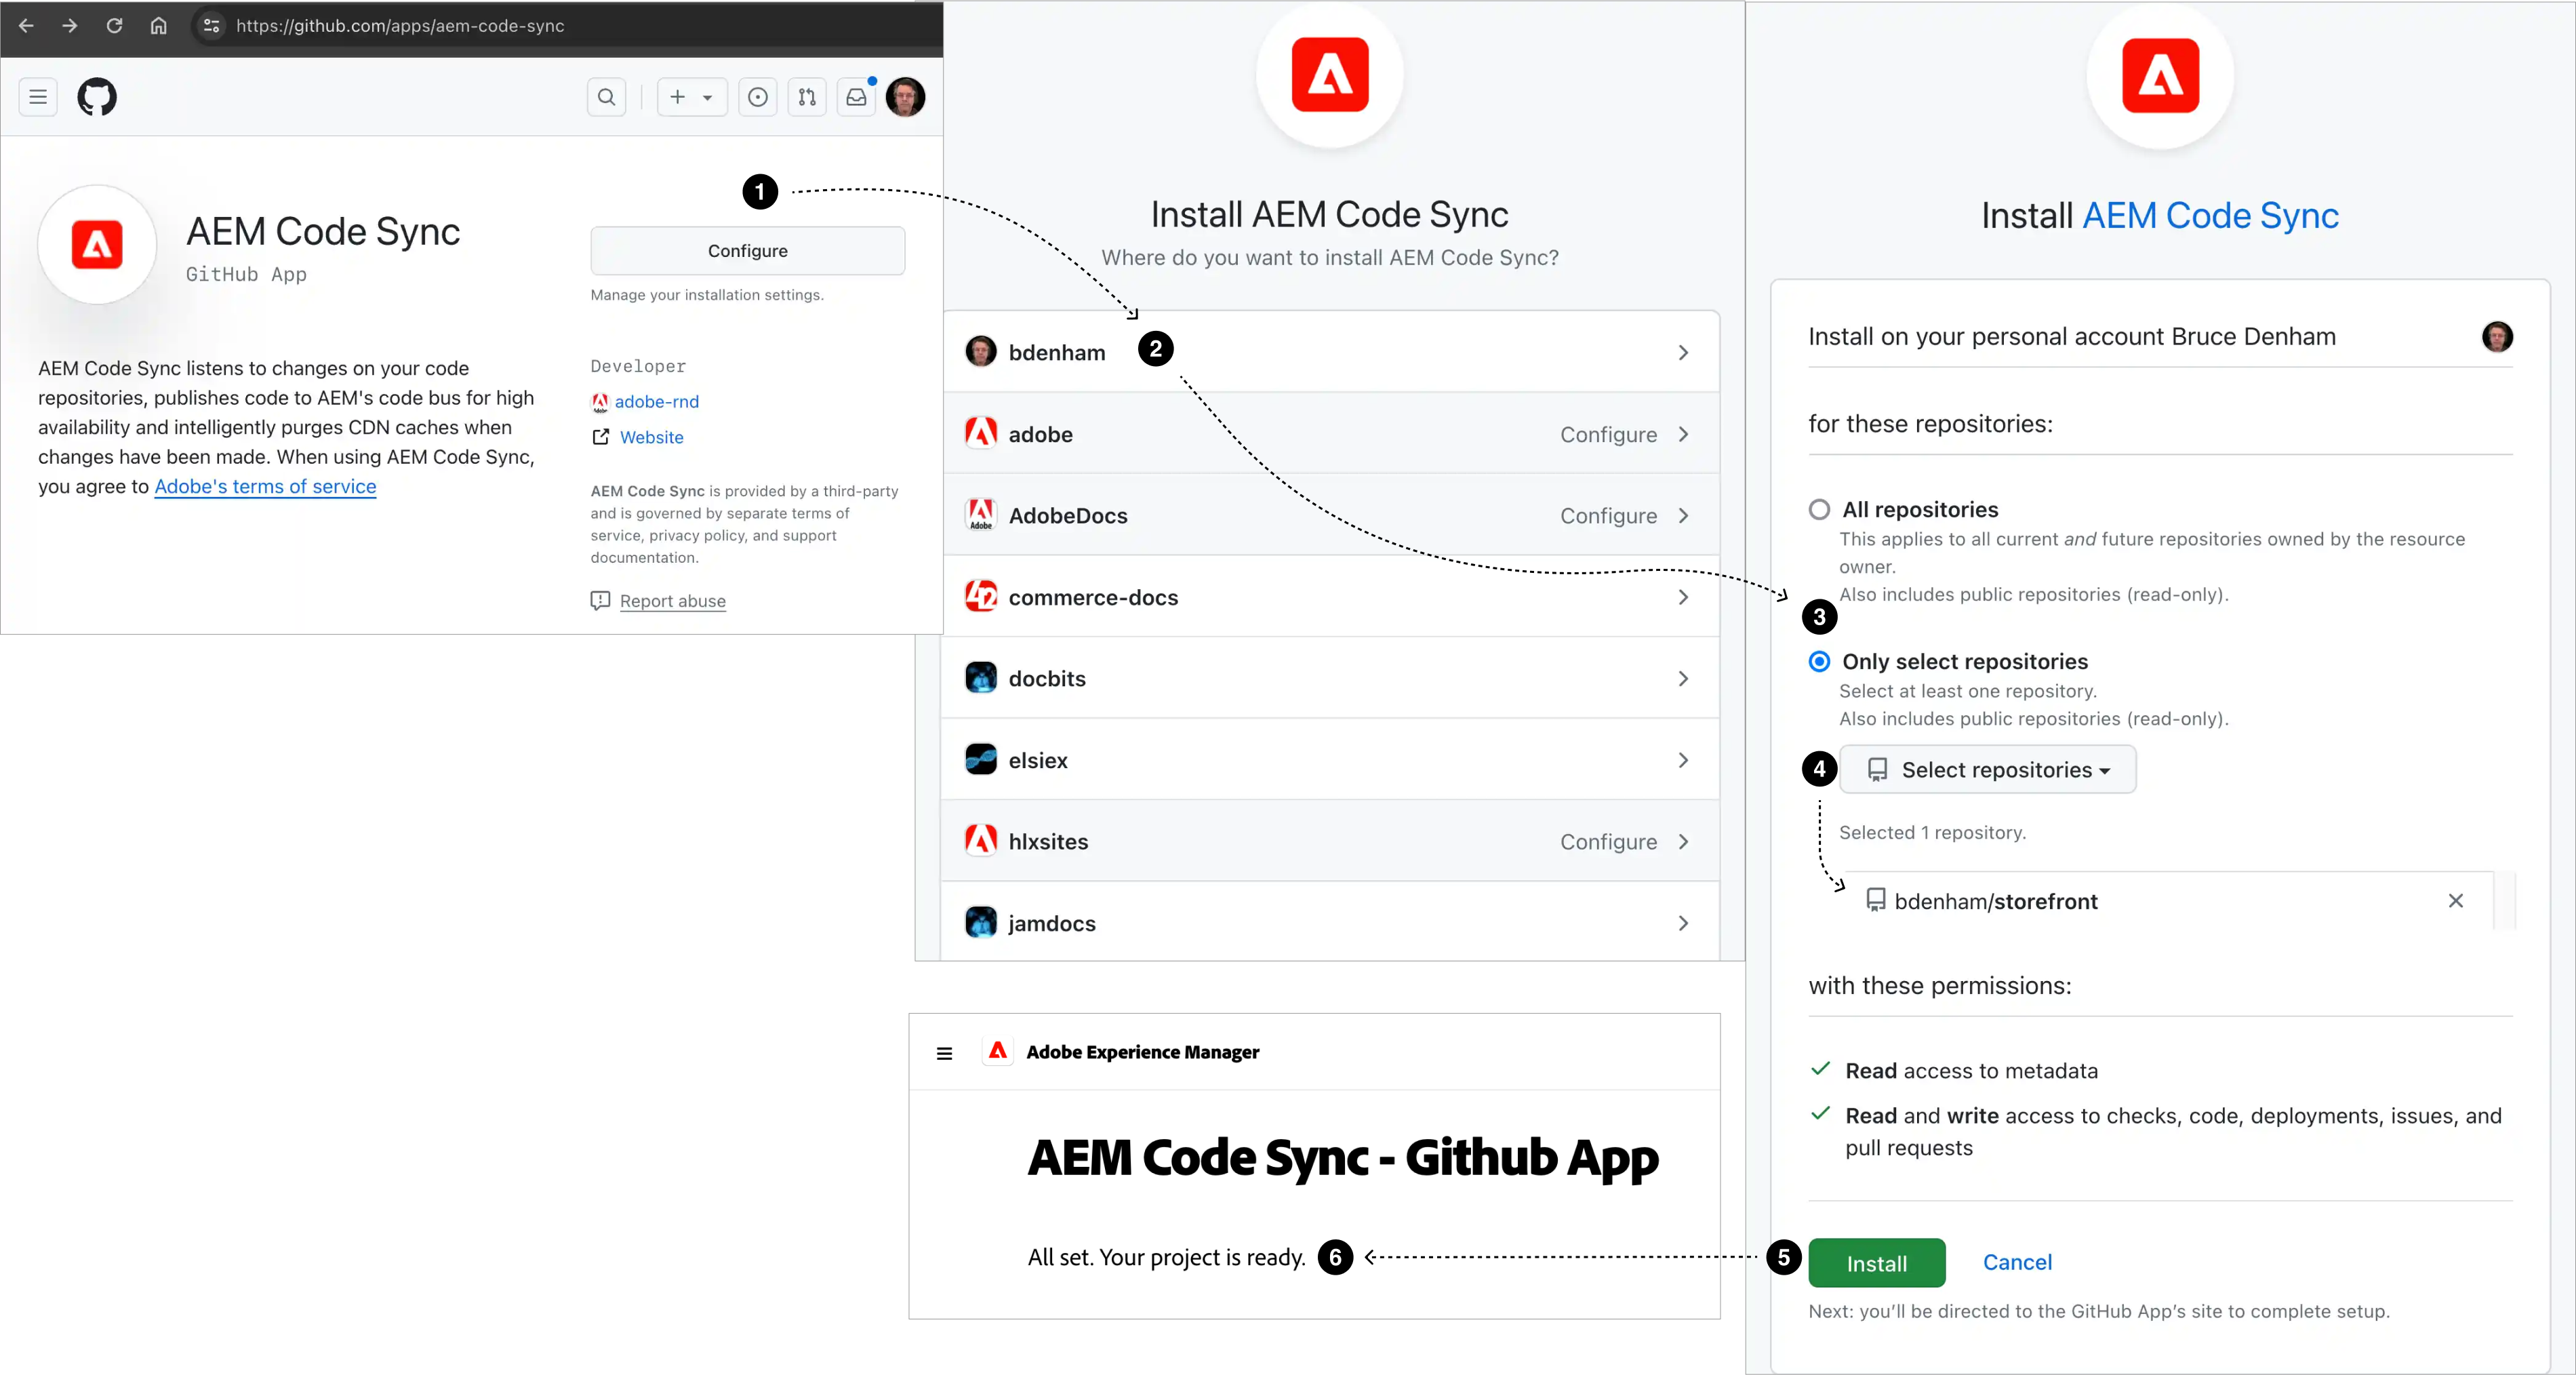 https://github.com/apps/aem-code-sync
AEM Code Sync
GitHub App
AEM Code Sync listens to changes on your code
repositories, publishes code to AEM's code bus for high
availability and intelligently purges CDN caches when
changes have been made. When using AEM Code Sync,
you agree to Adobe's terms of service
1
Configure
Manage your installation settings.
Developer
adobe-rnd
Website
AEM Code Sync is provided by a third-party
and is governed by separate terms of
service, privacy policy, and support
documentation.
Report abuse
Install AEM Code Sync
Where do you want to install AEM Code Sync?
bdenham
2
adobe
Configure
Adobe
AdobeDocs
Configure
commerce-docs
docbits
elsiex
hlxsites
Configure
jamdocs
Install AEM Code Sync
Install on your personal account Bruce Denham
for these repositories:
All repositories
This applies to all current and future repositories owned by the resource
owner.
Also includes public repositories (read-only).
3
Only select repositories
Select at least one repository.
Also includes public repositories (read-only).
4
Select repositories
Selected 1 repository.
bdenham/storefront
with these permissions:
Read access to metadata
Read and write access to checks, code, deployments, issues, and
pull requests
5
Install
Cancel
Next: you'll be directed to the GitHub App's site to complete setup.
Adobe Experience Manager
AEM Code Sync - Github App
All set. Your project is ready.
6